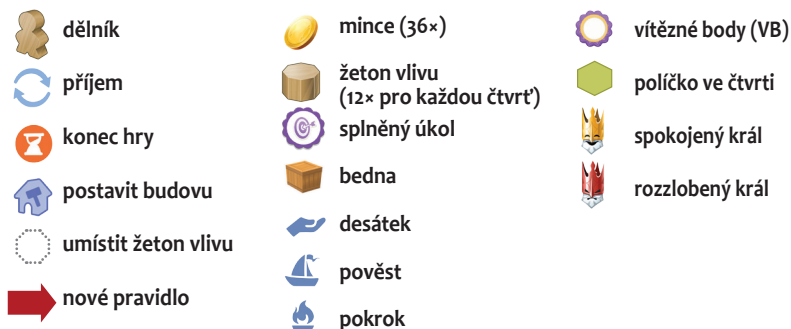 dělník
příjem
konec hry
postavit budovu
umístit žeton vlivu
nové pravidlo
mince (36×)
žeton vlivu
(12× pro každou čtvrť)
splněný úkol
bedna
desátek
pověst
pokrok
vítězné body (VB)
políčko ve čtvrti
spokojený král
rozzlobený král